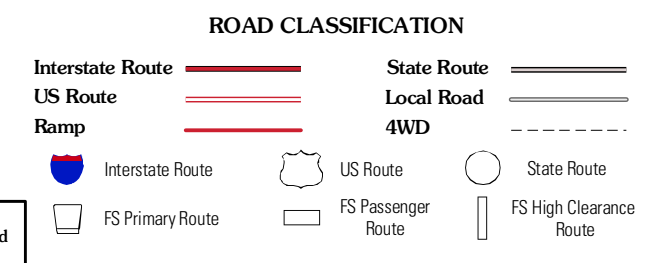 ROAD CLASSIFICATION
Interstate Route
State Route
US Route
Local Road
Ramp
4WD
Interstate Route
US Route
State Route
FS Primary Route
FS Passenger
Route
FS High Clearance
Route